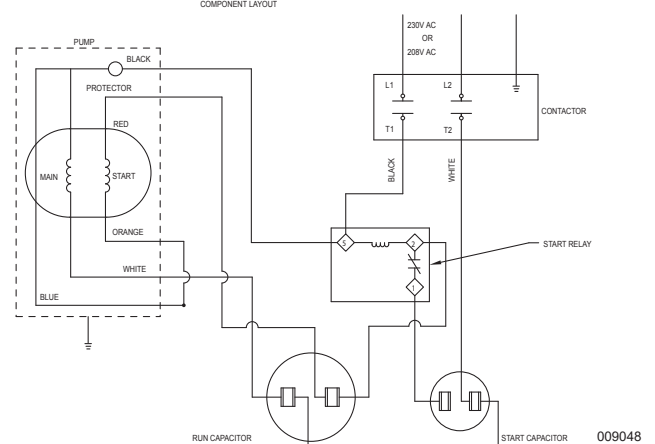 COMPONENT LAYOUT
230V AC
OR
208V AC
PUMP
BLACK
PROTECTOR
L1
L2
CONTACTOR
T1
T2
RED
MAIN
START
BLACK
WHITE
ORANGE
5
2
START RELAY
WHITE
1
BLUE
RUN CAPACITOR
START CAPACITOR
009048